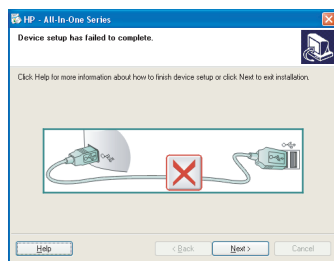 HP - All-In-One Series
Device setup has failed to complete.
Click Help for more information about how to finish device setup or click Next to exit installation.
Help
< Back
Next >
Cancel